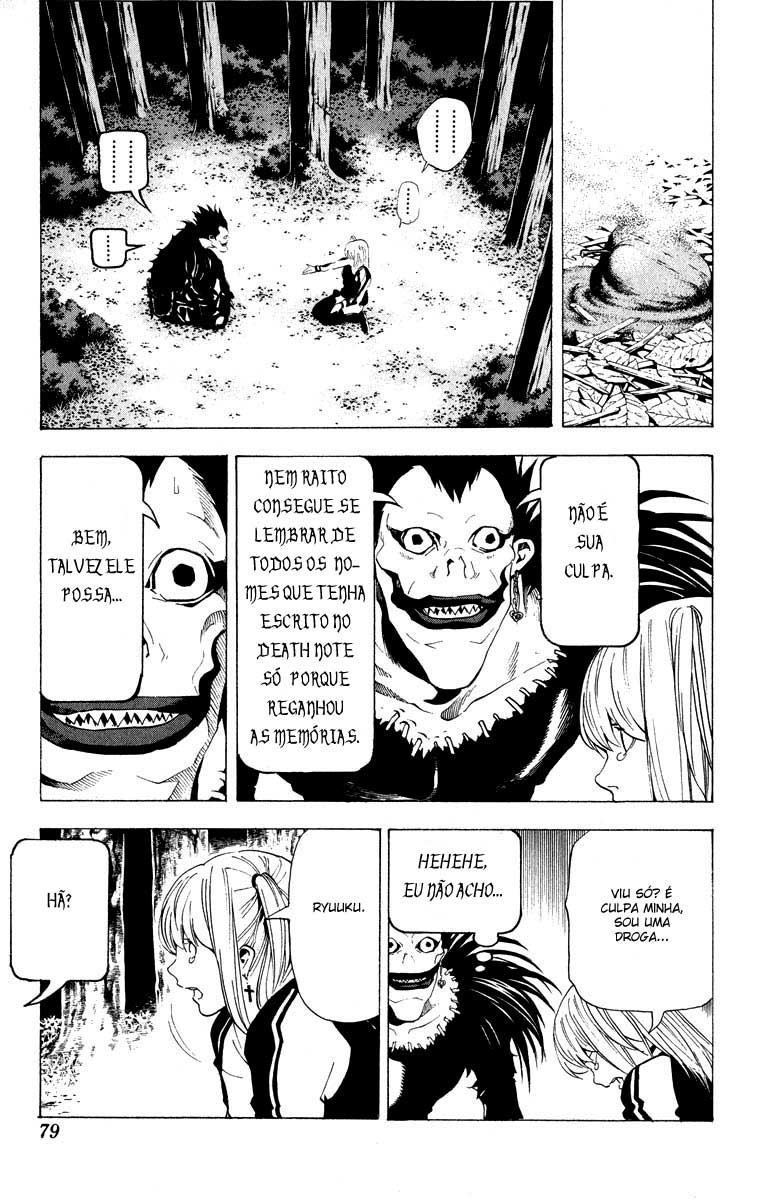 NÃO É
SUA
CULPA.
NEM RAITO
CONSEGUE SE
LEMBRAR DE
TODOS OS NO-
MES QUE TENHA
ESCRITO NO
DEATH NOTE
SÓ PORQUE
REGANHOU
AS MEMÓRIAS.
BEM,
TALVEZ ELE
POSSA...
VIU SÓ? É
CULPA MINHA,
SOU UMA
DROGA...
HEHEHE,
EU NÃO ACHO...
RYUUKU.
HÃ?
79